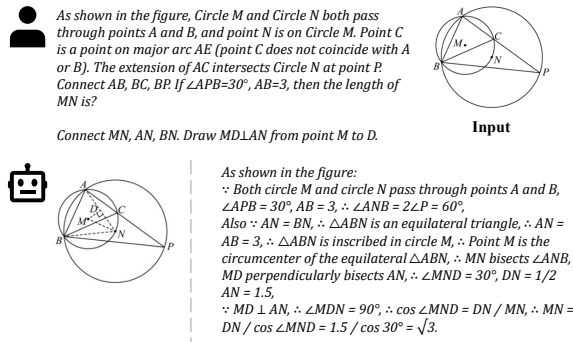 As shown in the figure, Circle M and Circle N both pass
through points A and B, and point N is on Circle M. Point C
is a point on major arc AE (point C does not coincide with A
or B). The extension of AC intersects Circle N at point P.
Connect AB, BC, BP. If ∠APB=30°, AB=3, then the length of
MN is?
Connect MN, AN, BN. Draw MD⊥AN from point M to D.
A
M
C
B
N
P
Input
A
D
C
M
B
N
P
As shown in the figure:
∵ Both circle M and circle N pass through points A and B,
∠APB = 30°, AB = 3, ∴ ∠ANB = 2∠P = 60°,
Also ∵ AN = BN, ∴ △ABN is an equilateral triangle, ∴ AN =
AB = 3, ∴ △ABN is inscribed in circle M, ∴ Point M is the
circumcenter of the equilateral △ABN, ∴ MN bisects ∠ANB,
MD perpendicularly bisects AN, ∴ ∠MND = 30°, DN = 1/2
AN = 1.5,
∵ MD ⊥ AN, ∴ ∠MDN = 90°, ∴ cos ∠MND = DN / MN, ∴ MN =
DN / cos ∠MND = 1.5 / cos 30° = √3.